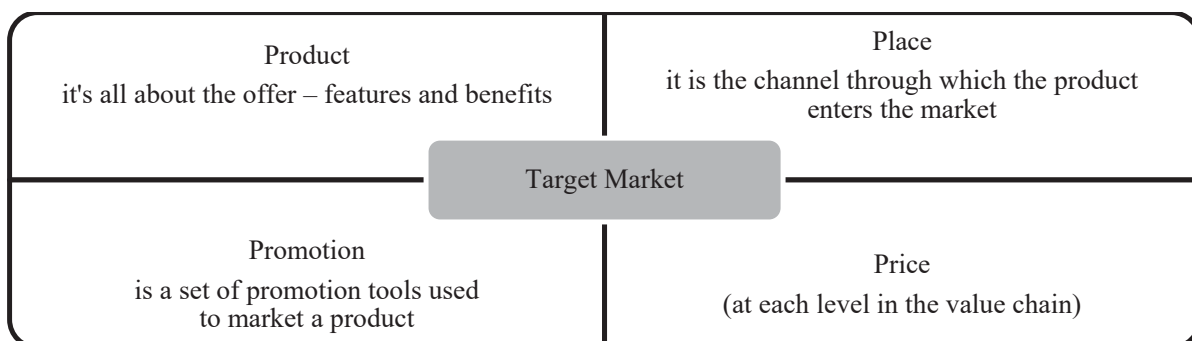 Product
it's all about the offer – features and benefits
Place
it is the channel through which the product
enters the market
Target Market
Promotion
is a set of promotion tools used
to market a product
Price
(at each level in the value chain)